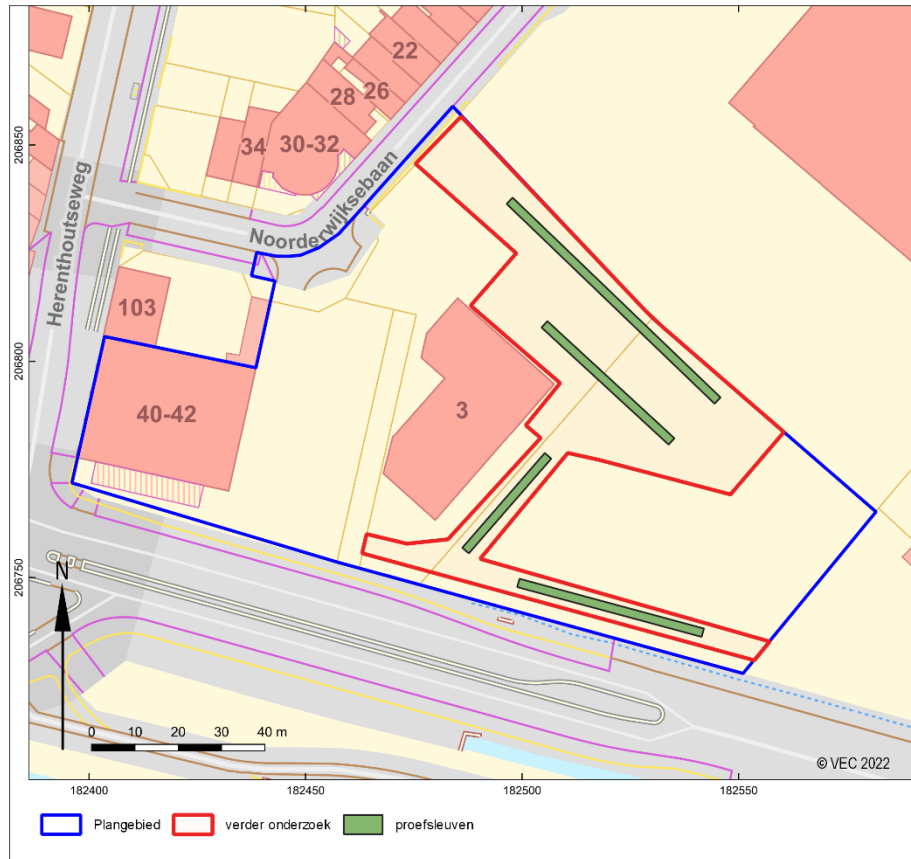 22
26
28
34
30-32
206850
Noorderwijksebaan
Herenthoutseweg
103
206800
40-42
3
206750
N
0 10 20 30 40 m
© VEC 2022
182400 182450 182500 182550
Plangebied verder onderzoek proefsleuven